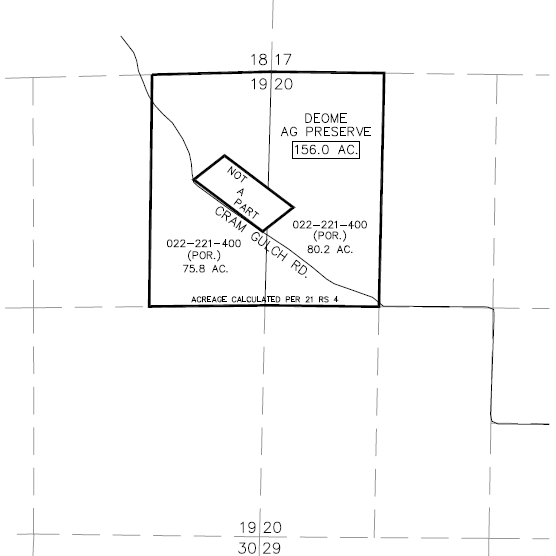 18 17
19 20
DEOME
AG PRESERVE
156.0 AC.
NOT
A
PART
CRAM GULCH RD.
022-221-400
(POR.)
80.2 AC.
022-221-400
(POR.)
75.8 AC.
ACREAGE CALCULATED PER 21 RS 4
19 20
30 29